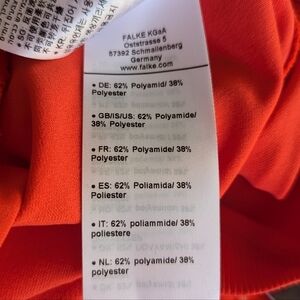 FALKE KGaA
Oststrasse 5
57392 Schmallenberg
Germany
www.falke.com
• DE: 62% Polyamid/ 38%
Polyester
• GB/IS/US: 62% Polyamide/
38% Polyester
• FR: 62% Polyamide/ 38%
Polyester
• ES: 62% Poliamida/ 38%
Poliester
• IT: 62% poliammide/ 38%
poliestere
• NL: 62% polyamide/ 38%
polyester